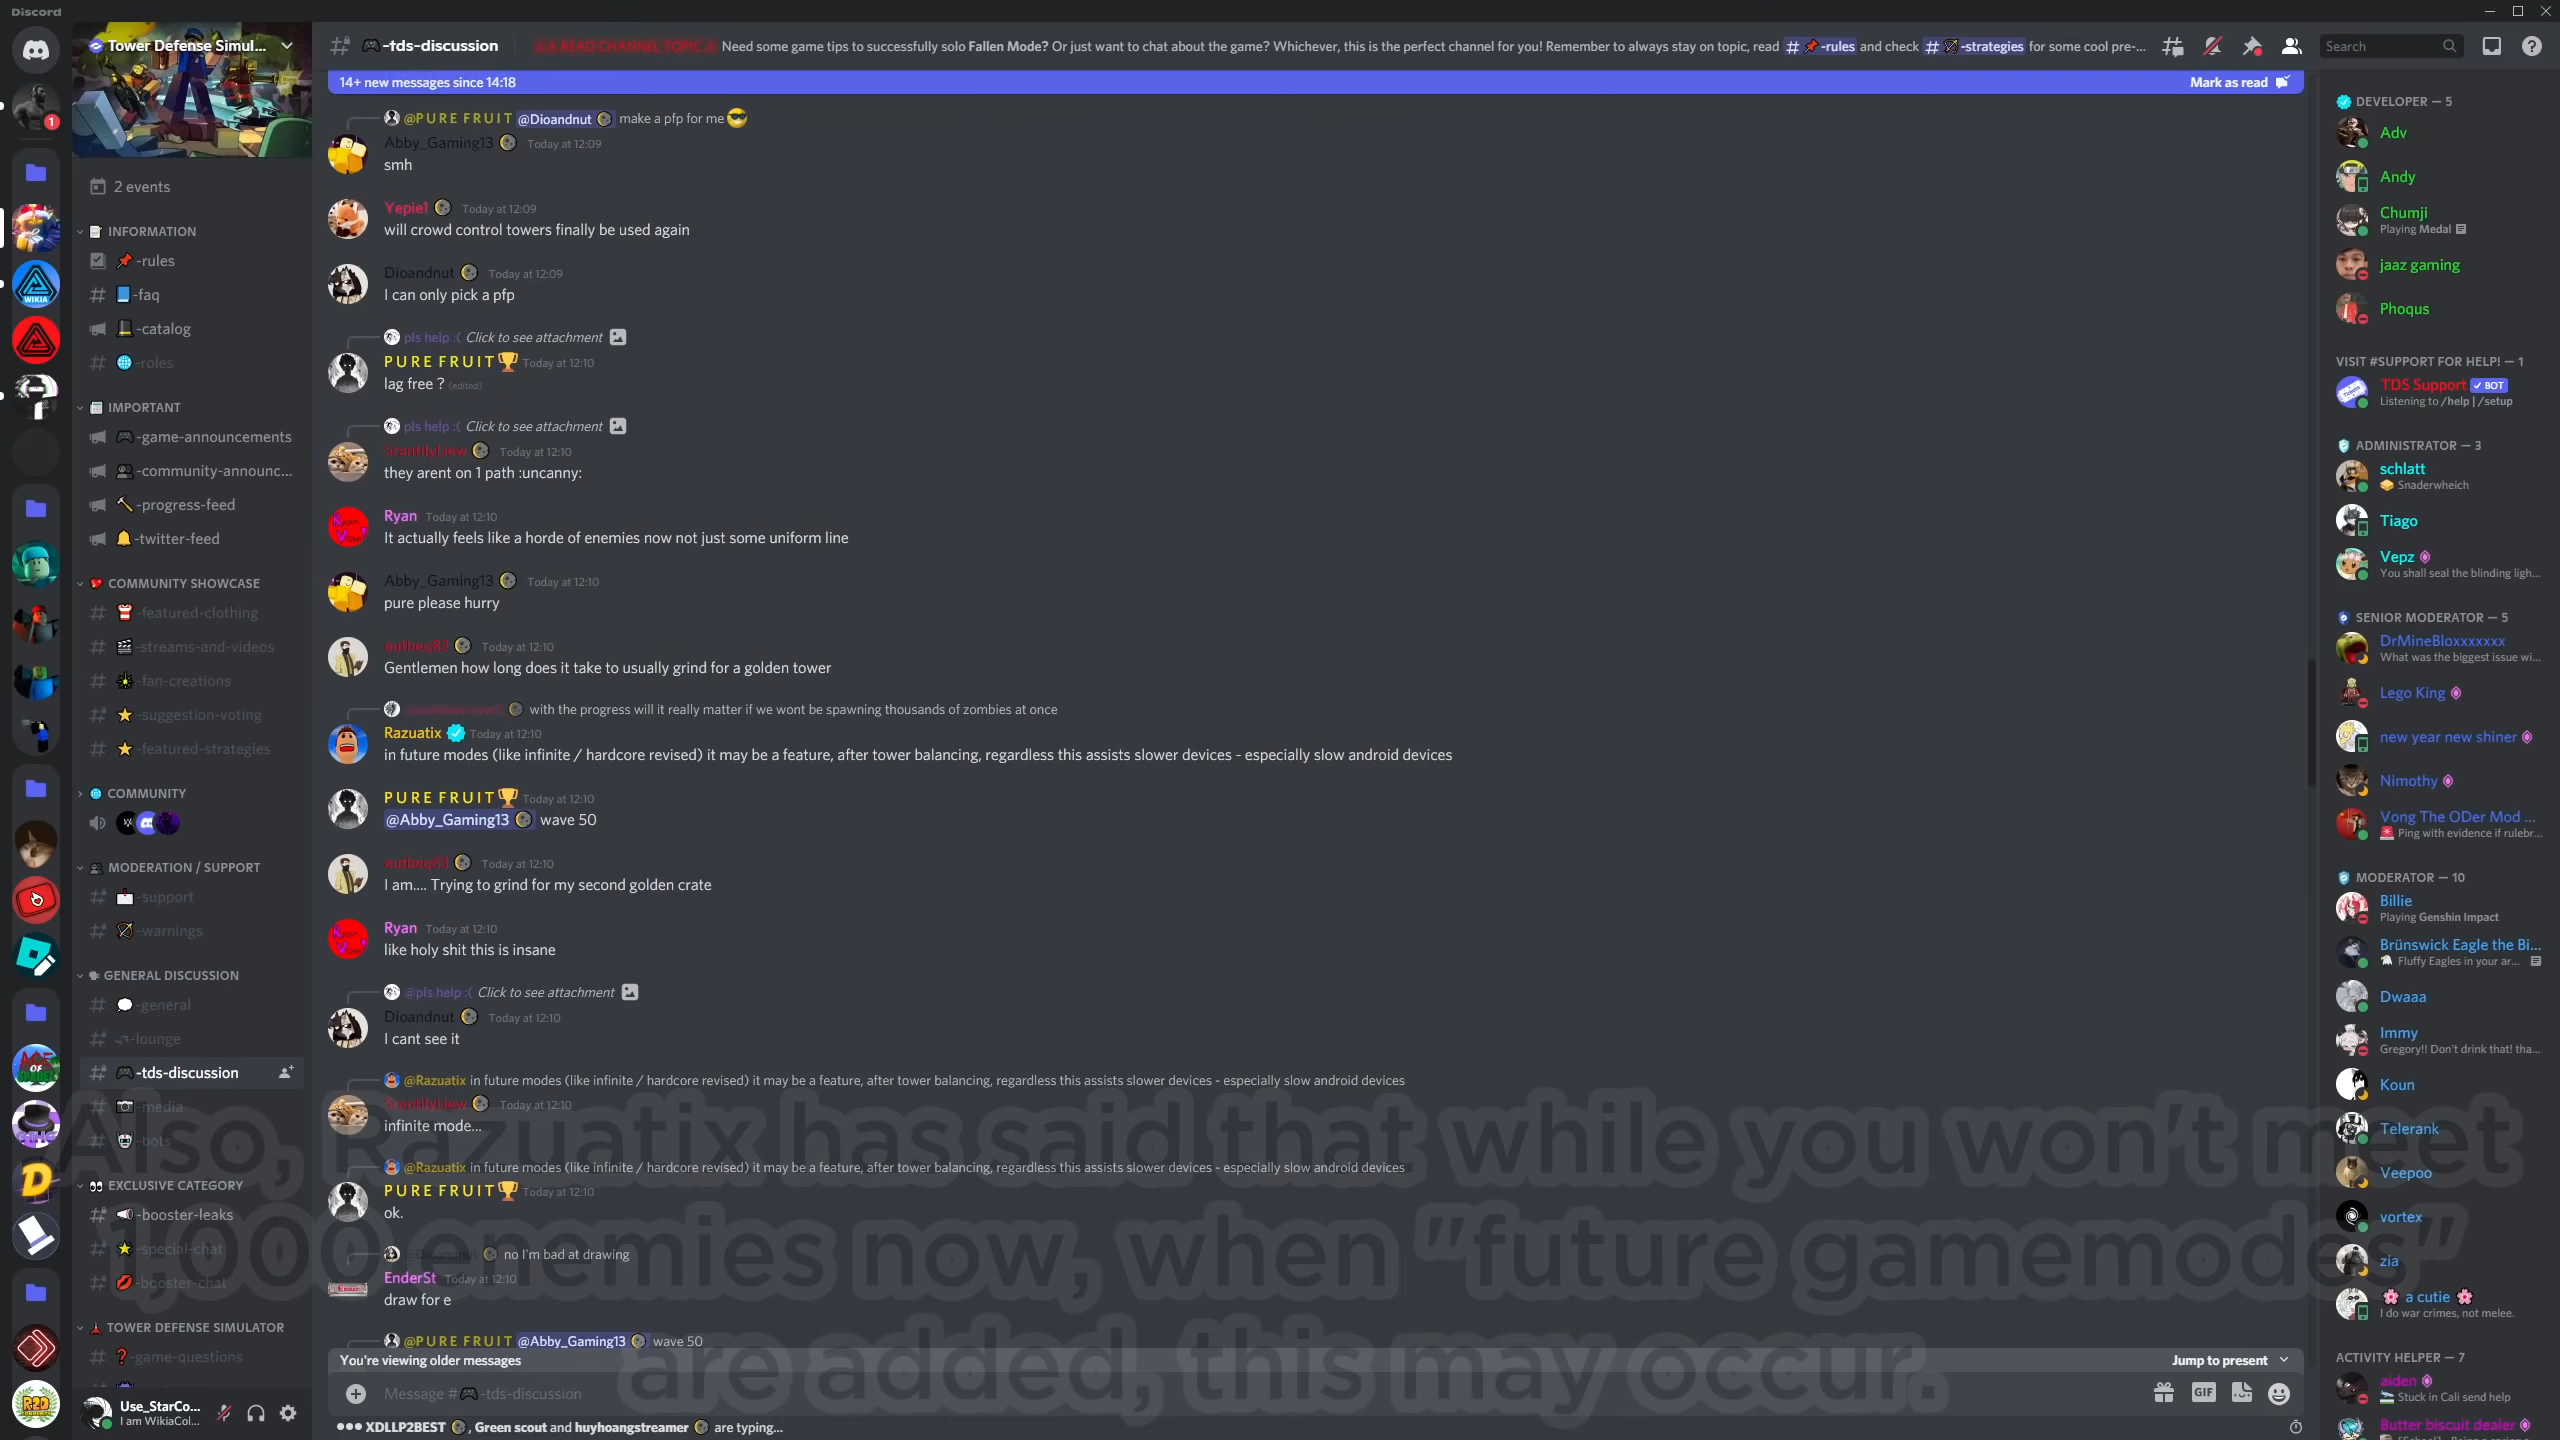 Discord
Tower Defense Simul...
2 events
INFORMATION
-rules
-faq
-catalog
-roles
IMPORTANT
-game-announcements
-community-announc...
-progress-feed
-twitter-feed
COMMUNITY SHOWCASE
-featured-clothing
-streams-and-videos
-fan-creations
-suggestion-voting
-featured-strategies
COMMUNITY
MODERATION / SUPPORT
-support
-warnings
GENERAL DISCUSSION
-general
-lounge
-tds-discussion
-media
-bots
EXCLUSIVE CATEGORY
-booster-leaks
-special-chat
-booster-chat
TOWER DEFENSE SIMULATOR
-game-questions
Use_StarCo...
I am WikiaCol...
-tds-discussion
READ CHANNEL TOPIC Need some game tips to successfully solo Fallen Mode? Or just want to chat about the game? Whichever, this is the perfect channel for you! Remember to always stay on topic, read # -rules and check # -strategies for some cool pre-...
Search
14+ new messages since 14:18
Mark as read
@PURE FRUIT @Dioandnut make a pfp for me
Abby_Gaming13 Today at 12:09
smh
Yepie1 Today at 12:09
will crowd control towers finally be used again
Dioandnut Today at 12:09
I can only pick a pfp
pls help :( Click to see attachment
PURE FRUIT Today at 12:10
lag free ? (edited)
pls help :( Click to see attachment
SrantilyLiew Today at 12:10
they arent on 1 path :uncanny:
Ryan Today at 12:10
It actually feels like a horde of enemies now not just some uniform line
Abby_Gaming13 Today at 12:10
pure please hurry
Today at 12:10
Gentlemen how long does it take to usually grind for a golden tower
with the progress will it really matter if we wont be spawning thousands of zombies at once
Razuatix Today at 12:10
in future modes (like infinite / hardcore revised) it may be a feature, after tower balancing, regardless this assists slower devices - especially slow android devices
PURE FRUIT Today at 12:10
@Abby_Gaming13 wave 50
Today at 12:10
I am.... Trying to grind for my second golden crate
Ryan Today at 12:10
like holy shit this is insane
@pls help :( Click to see attachment
Dioandnut Today at 12:10
I cant see it
@Razuatix in future modes (like infinite / hardcore revised) it may be a feature, after tower balancing, regardless this assists slower devices - especially slow android devices
SrantilyLiew Today at 12:10
infinite mode...
@Razuatix in future modes (like infinite / hardcore revised) it may be a feature, after tower balancing, regardless this assists slower devices - especially slow android devices
PURE FRUIT Today at 12:10
ok.
@Dioandnut no I'm bad at drawing
EnderSt Today at 12:10
draw for e
@PURE FRUIT @Abby_Gaming13 wave 50
You're viewing older messages
Jump to present
Message # -tds-discussion
GIF
XDLLP2BEST , Green scout and huyhoangstreamer are typing...
Also, Razuatix has said that while you won't meet
1,000 enemies now, when "future gamemodes"
are added, this may occur.
DEVELOPER — 5
Adv
Andy
Chumji
Playing Medal
jaaz gaming
Phoqus
VISIT #SUPPORT FOR HELP! — 1
TDS Support BOT
Listening to /help | /setup
ADMINISTRATOR — 3
schlatt
Snaderwheich
Tiago
Vepz
You shall seal the blinding ligh...
SENIOR MODERATOR — 5
DrMineBloxxxxxxx
What was the biggest issue wi...
Lego King
new year new shiner
Nimothy
Vong The ODer Mod ...
Ping with evidence if rulebr...
MODERATOR — 10
Billie
Playing Genshin Impact
Brünswick Eagle the Bi...
Fluffy Eagles in your ar...
Dwaaa
Immy
Gregory!! Don't drink that! tha...
Koun
Telerank
Veepoo
vortex
zia
a cutie
I do war crimes, not melee.
ACTIVITY HELPER — 7
aiden
Stuck in Cali send help
Butter biscuit dealer